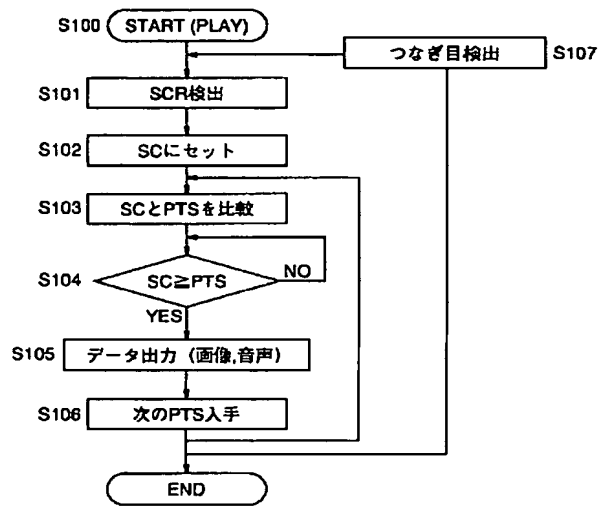 S100 START (PLAY)
つなぎ目検出 S107
S101 SCR検出
S102 SCにセット
S103 SCとPTSを比較
S104 SC≧PTS NO
YES
S105 データ出力 (画像,音声)
S106 次のPTS入手
END